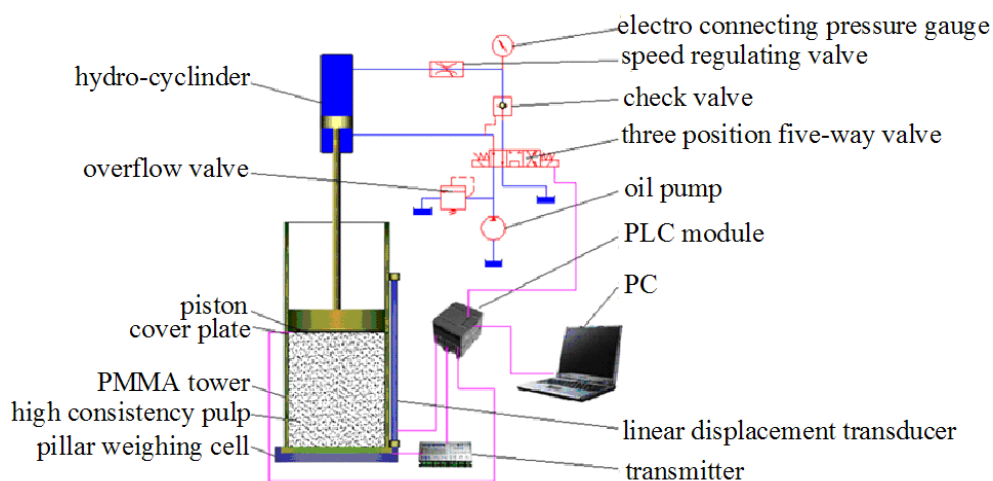 electro connecting pressure gauge
speed regulating valve
hydro-cyclinder
check valve
three position five-way valve
overflow valve
oil pump
PLC module
PC
piston
cover plate
PMMA tower
high consistency pulp
pillar weighing cell
linear displacement transducer
transmitter